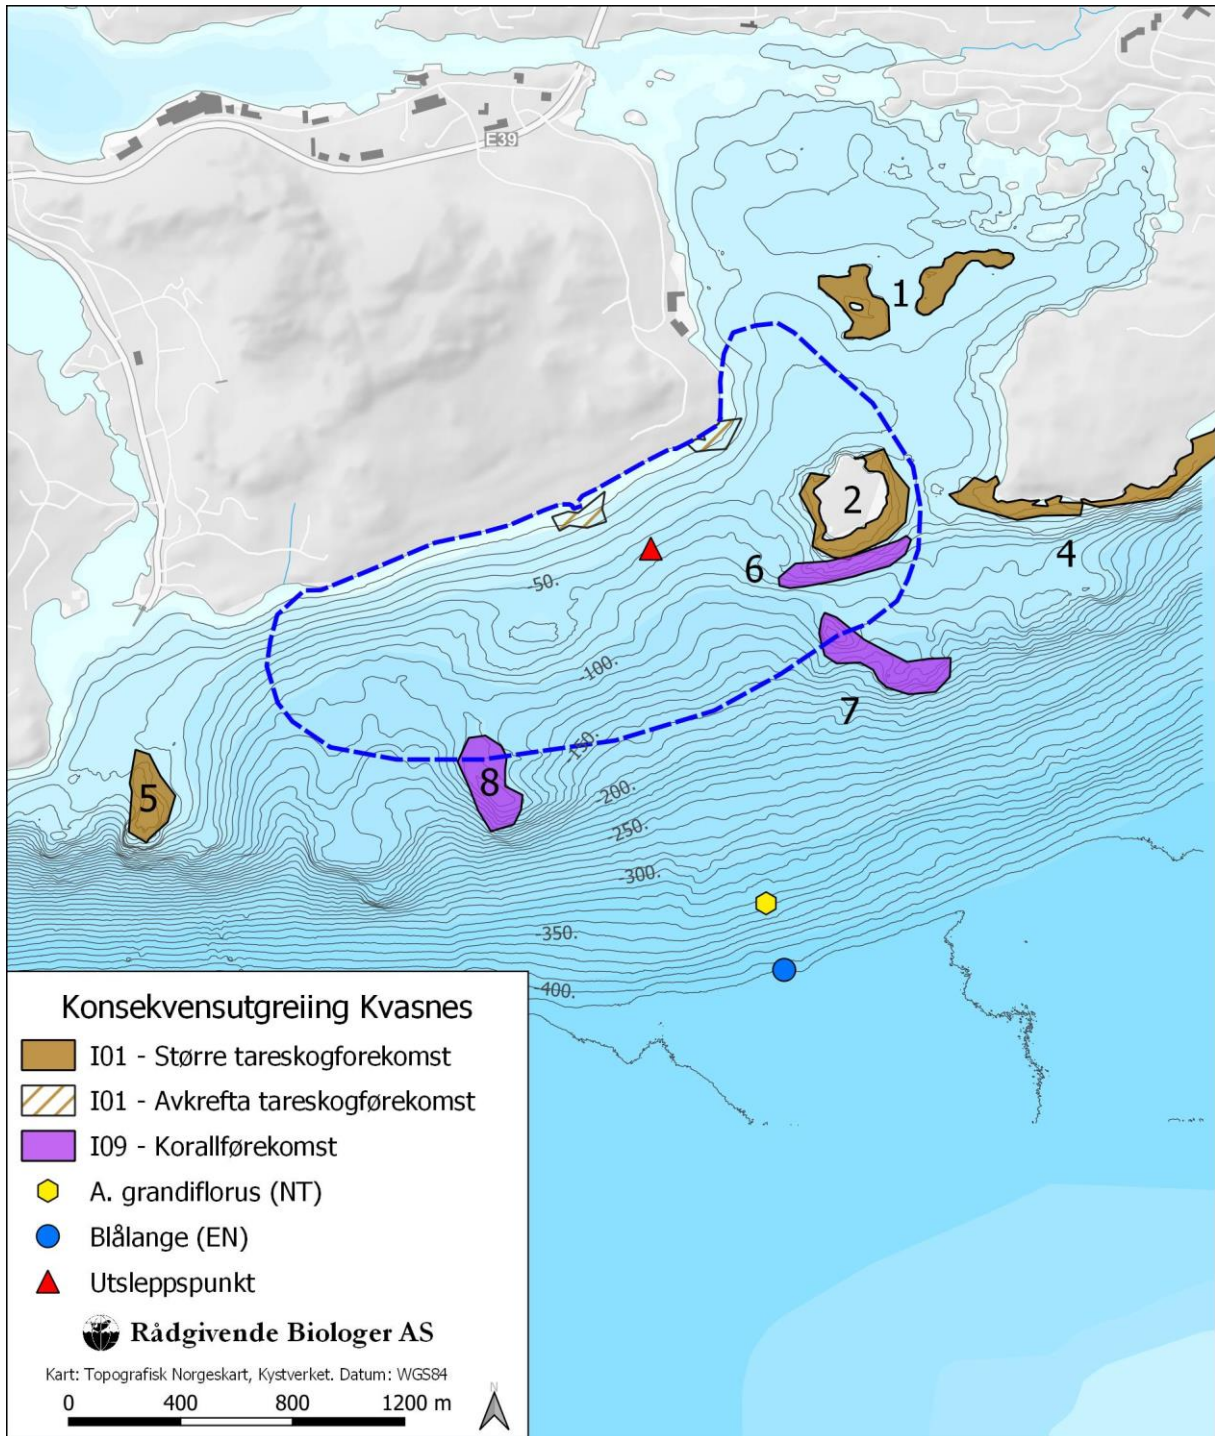 E39
1
2
6
4
-50.
-100.
7
-150.
8
5
-200.
-250.
-300.
-350.
-400.
Konsekvensutgreiing Kvasnes
I01 - Større tareskogforekomst
I01 - Avkrefta tareskogførekomst
I09 - Korallførekomst
A. grandiflorus (NT)
Blålange (EN)
Utsleppspunkt
Rådgivende Biologer AS
Kart: Topografisk Norgeskart, Kystverket. Datum: WGS84
0 400 800 1200 m
N